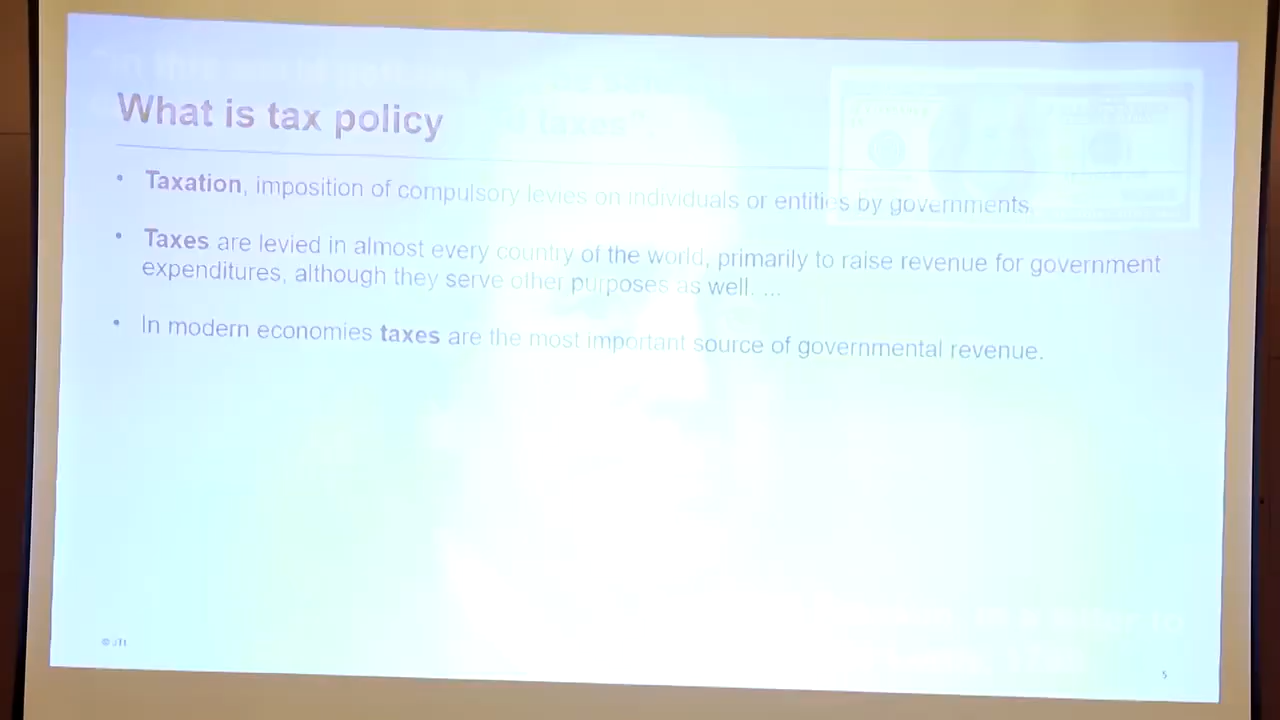 What is tax policy
• Taxation, imposition of compulsory levies on individuals or entities by governments.
• Taxes are levied in almost every country of the world, primarily to raise revenue for government
expenditures, although they serve other purposes as well. ...
• In modern economies taxes are the most important source of governmental revenue.
© JTI
5